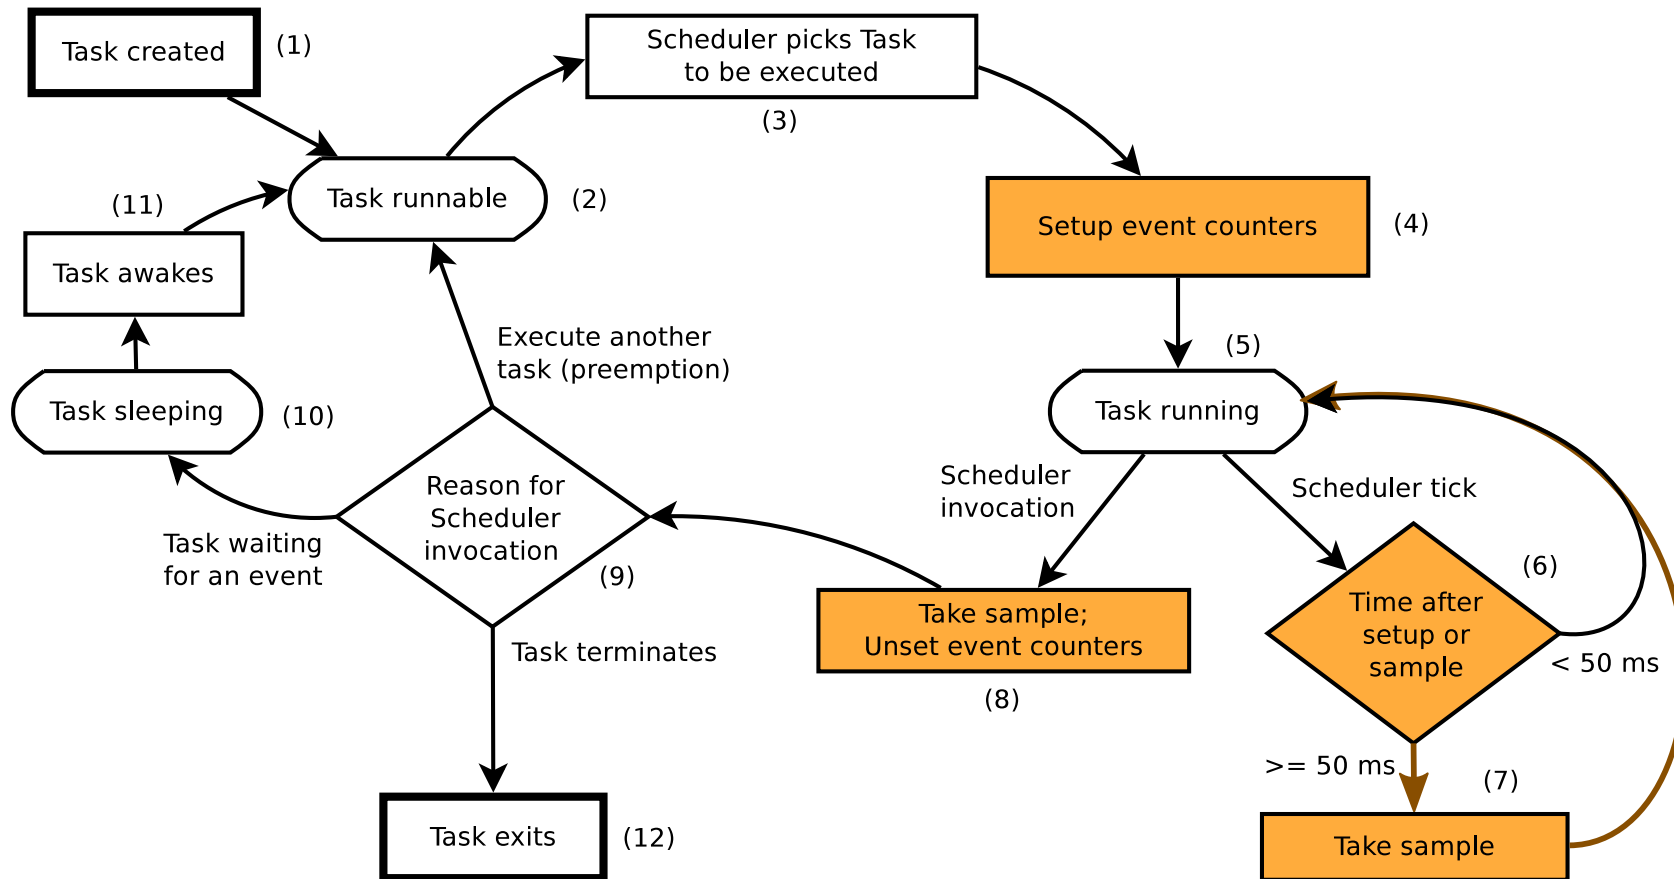 Task created
(1)
Scheduler picks Task
to be executed
(3)
Task runnable
(2)
(11)
Setup event counters
(4)
Task awakes
Execute another
task (preemption)
(5)
Task sleeping
(10)
Task running
Reason for
Scheduler
invocation
(9)
Scheduler
invocation
Scheduler tick
Task waiting
for an event
(6)
Time after
setup or
sample
< 50 ms
Take sample;
Unset event counters
(8)
Task terminates
>= 50 ms
(7)
Task exits
(12)
Take sample